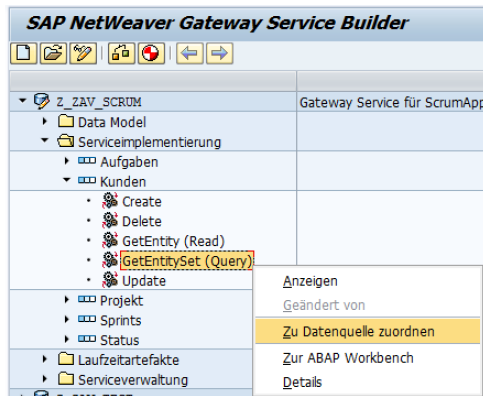 SAP NetWeaver Gateway Service Builder
Z_ZAV_SCRUM Gateway Service für ScrumApp
Data Model
Serviceimplementierung
Aufgaben
Kunden
Create
Delete
GetEntity (Read)
GetEntitySet (Query)
Update
Projekt
Sprints
Status
Laufzeitartefakte
Serviceverwaltung
Anzeigen
Geändert von
Zu Datenquelle zuordnen
Zur ABAP Workbench
Details